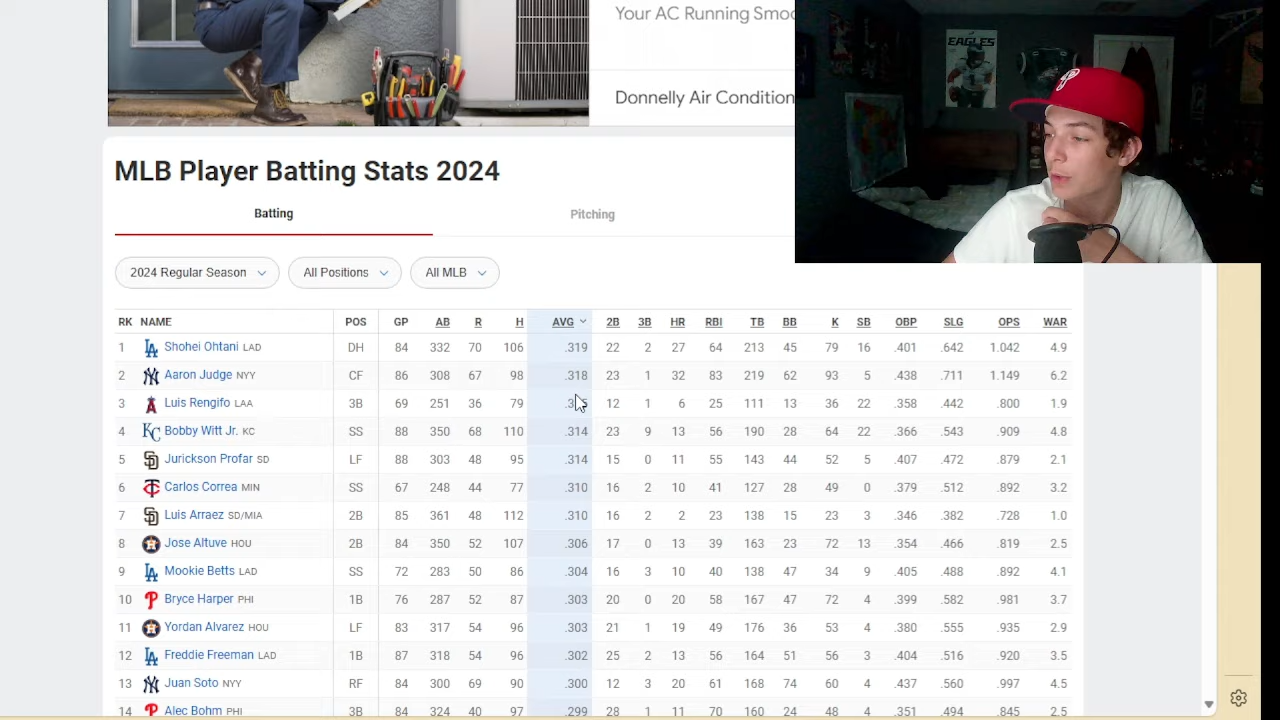 Your AC Running Smoo
EAGLES
Donnelly Air Condition
MLB Player Batting Stats 2024
Batting Pitching
2024 Regular Season All Positions All MLB
RK NAME POS GP AB R H AVG 2B 3B HR RBI TB BB K SB OBP SLG OPS WAR
1 Shohei Ohtani LAD DH 84 332 70 106 .319 22 2 27 64 213 45 79 16 .401 .642 1.042 4.9
2 Aaron Judge NYY CF 86 308 67 98 .318 23 1 32 83 219 62 93 5 .438 .711 1.149 6.2
3 Luis Rengifo LAA 3B 69 251 36 79 12 1 6 25 111 13 36 22 .358 .442 .800 1.9
4 Bobby Witt Jr. KC SS 88 350 68 110 .314 23 9 13 56 190 28 64 22 .366 .543 .909 4.8
5 Jurickson Profar SD LF 88 303 48 95 .314 15 0 11 55 143 44 52 5 .407 .472 .879 2.1
6 Carlos Correa MIN SS 67 248 44 77 .310 16 2 10 41 127 28 49 0 .379 .512 .892 3.2
7 Luis Arraez SD/MIA 2B 85 361 48 112 .310 16 2 2 23 138 15 23 3 .346 .382 .728 1.0
8 Jose Altuve HOU 2B 84 350 52 107 .306 17 0 13 39 163 23 72 13 .354 .466 .819 2.5
9 Mookie Betts LAD SS 72 283 50 86 .304 16 3 10 40 138 47 34 9 .405 .488 .892 4.1
10 Bryce Harper PHI 1B 76 287 52 87 .303 20 0 20 58 167 47 72 4 .399 .582 .981 3.7
11 Yordan Alvarez HOU LF 83 317 54 96 .303 21 1 19 49 176 36 53 4 .380 .555 .935 2.9
12 Freddie Freeman LAD 1B 87 318 54 96 .302 25 2 13 56 164 51 56 3 .404 .516 .920 3.5
13 Juan Soto NYY RF 84 300 69 90 .300 12 3 20 61 168 74 60 4 .437 .560 .997 4.5
14 Alec Bohm PHI 3B 84 324 40 97 .299 28 1 11 70 160 24 48 4 .351 .494 .845 2.5